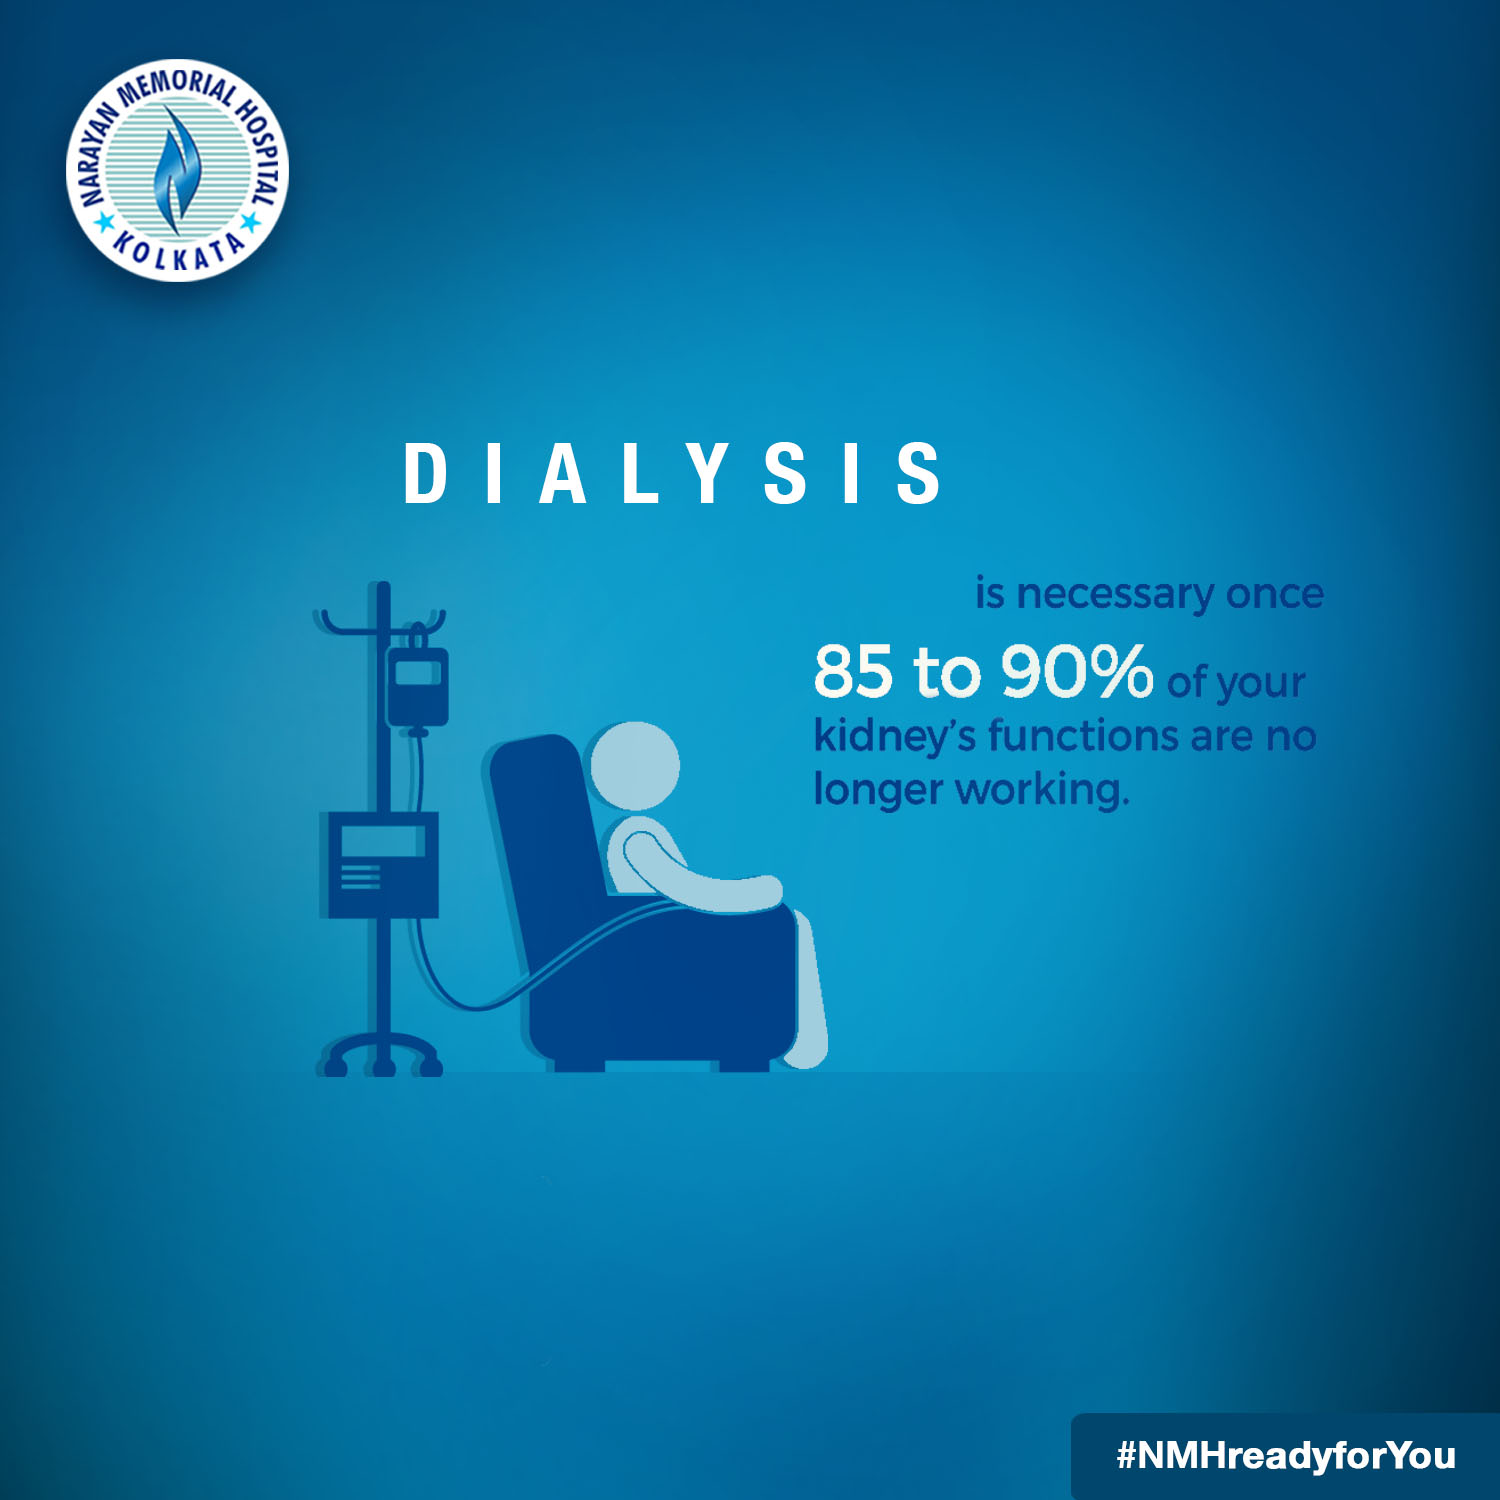 NARAYAN MEMORIAL HOSPITAL
KOLKATA
DIALYSIS
is necessary once
85 to 90% of your
kidney's functions are no
longer working.
#NMHreadyforYou